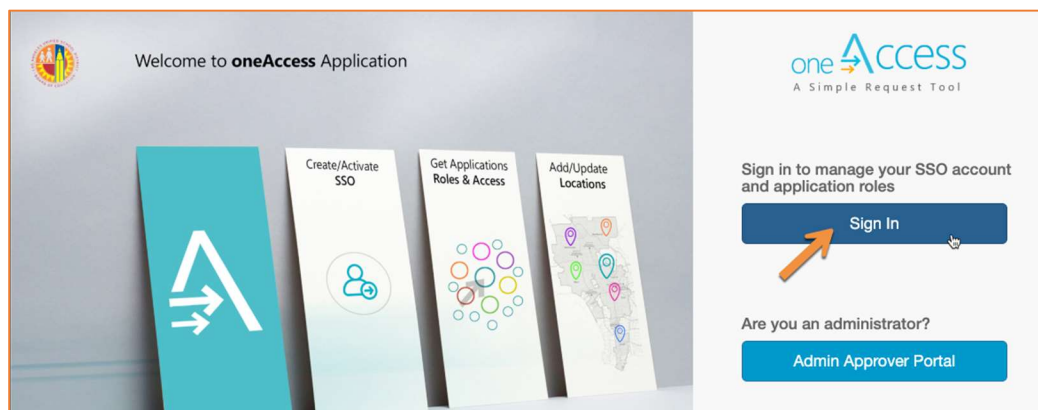 Welcome to oneAccess Application
Create/Activate
SSO
Get Applications
Roles & Access
Add/Update
Locations
one Access
A Simple Request Tool
Sign in to manage your SSO account
and application roles
Sign In
Are you an administrator?
Admin Approver Portal